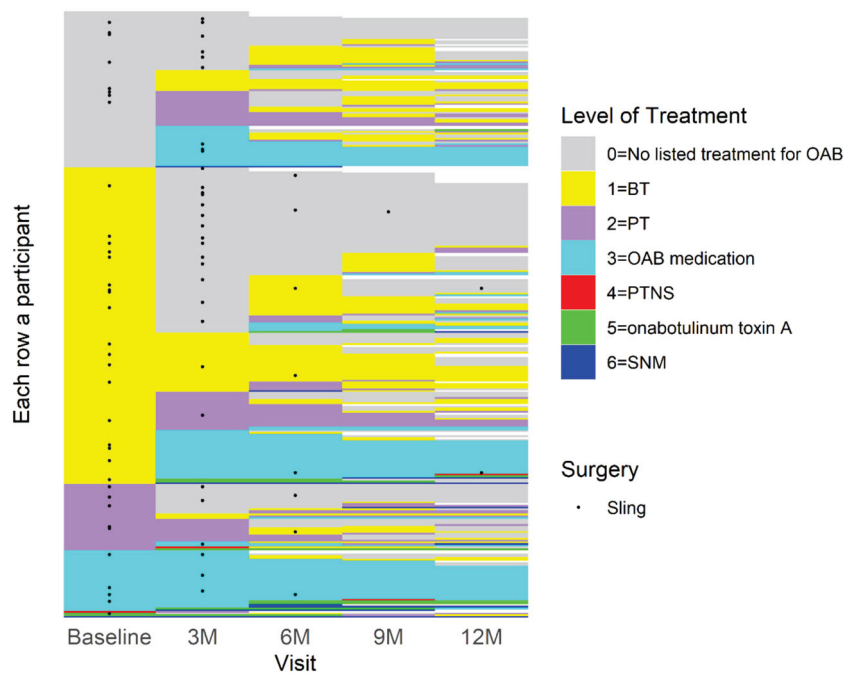 Each row a participant
Baseline 3M 6M 9M 12M
Visit
Level of Treatment
0=No listed treatment for OAB
1=BT
2=PT
3=OAB medication
4=PTNS
5=onabotulinum toxin A
6=SNM
Surgery
Sling